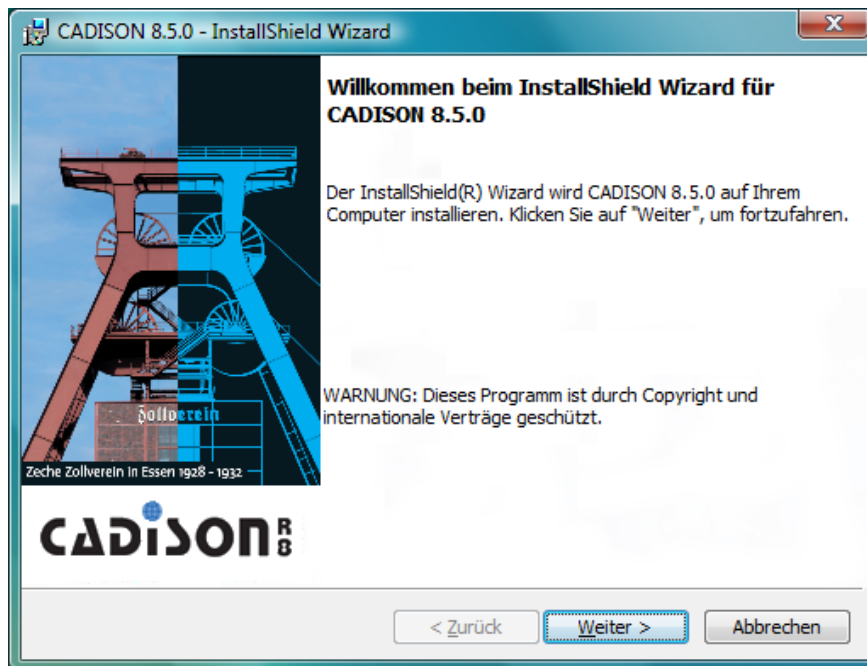 CADISON 8.5.0 - InstallShield Wizard
Willkommen beim InstallShield Wizard für
CADISON 8.5.0
Der InstallShield(R) Wizard wird CADISON 8.5.0 auf Ihrem
Computer installieren. Klicken Sie auf "Weiter", um fortzufahren.
WARNUNG: Dieses Programm ist durch Copyright und
internationale Verträge geschützt.
Zollverein
Zeche Zollverein in Essen 1928 - 1932
CADISON R8
< Zurück
Weiter >
Abbrechen